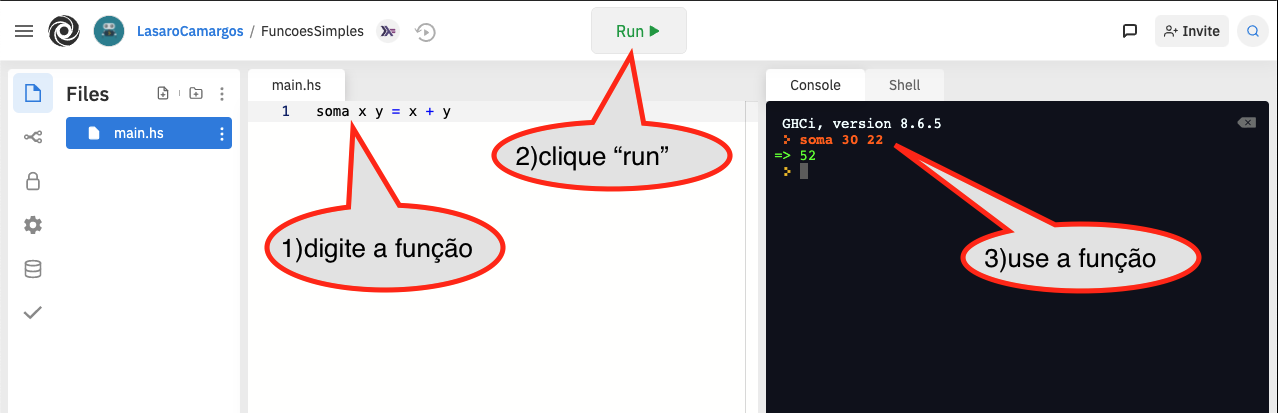 LasaroCamargos / FuncoesSimples
Run
Invite
Files
main.hs
main.hs
1 soma x y = x + y
Console
Shell
GHCi, version 8.6.5
soma 30 22
=> 52
1)digite a função
2)clique “run”
3)use a função